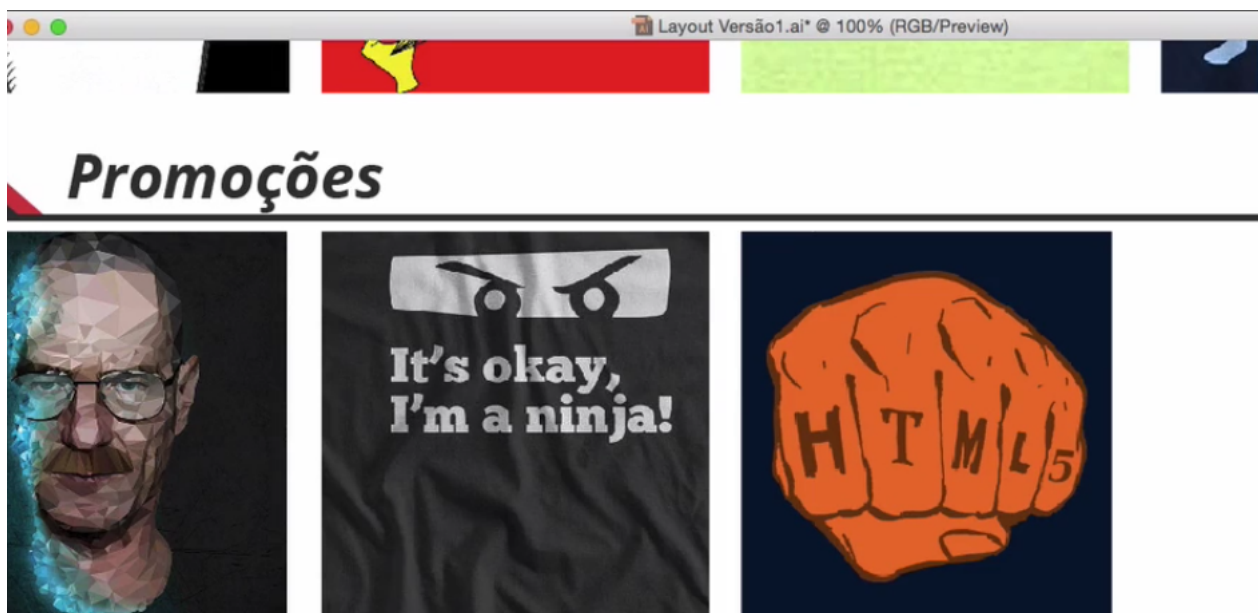 Layout Versão1.ai* @ 100% (RGB/Preview)
Promoções
It's okay,
I'm a ninja!
HTML5